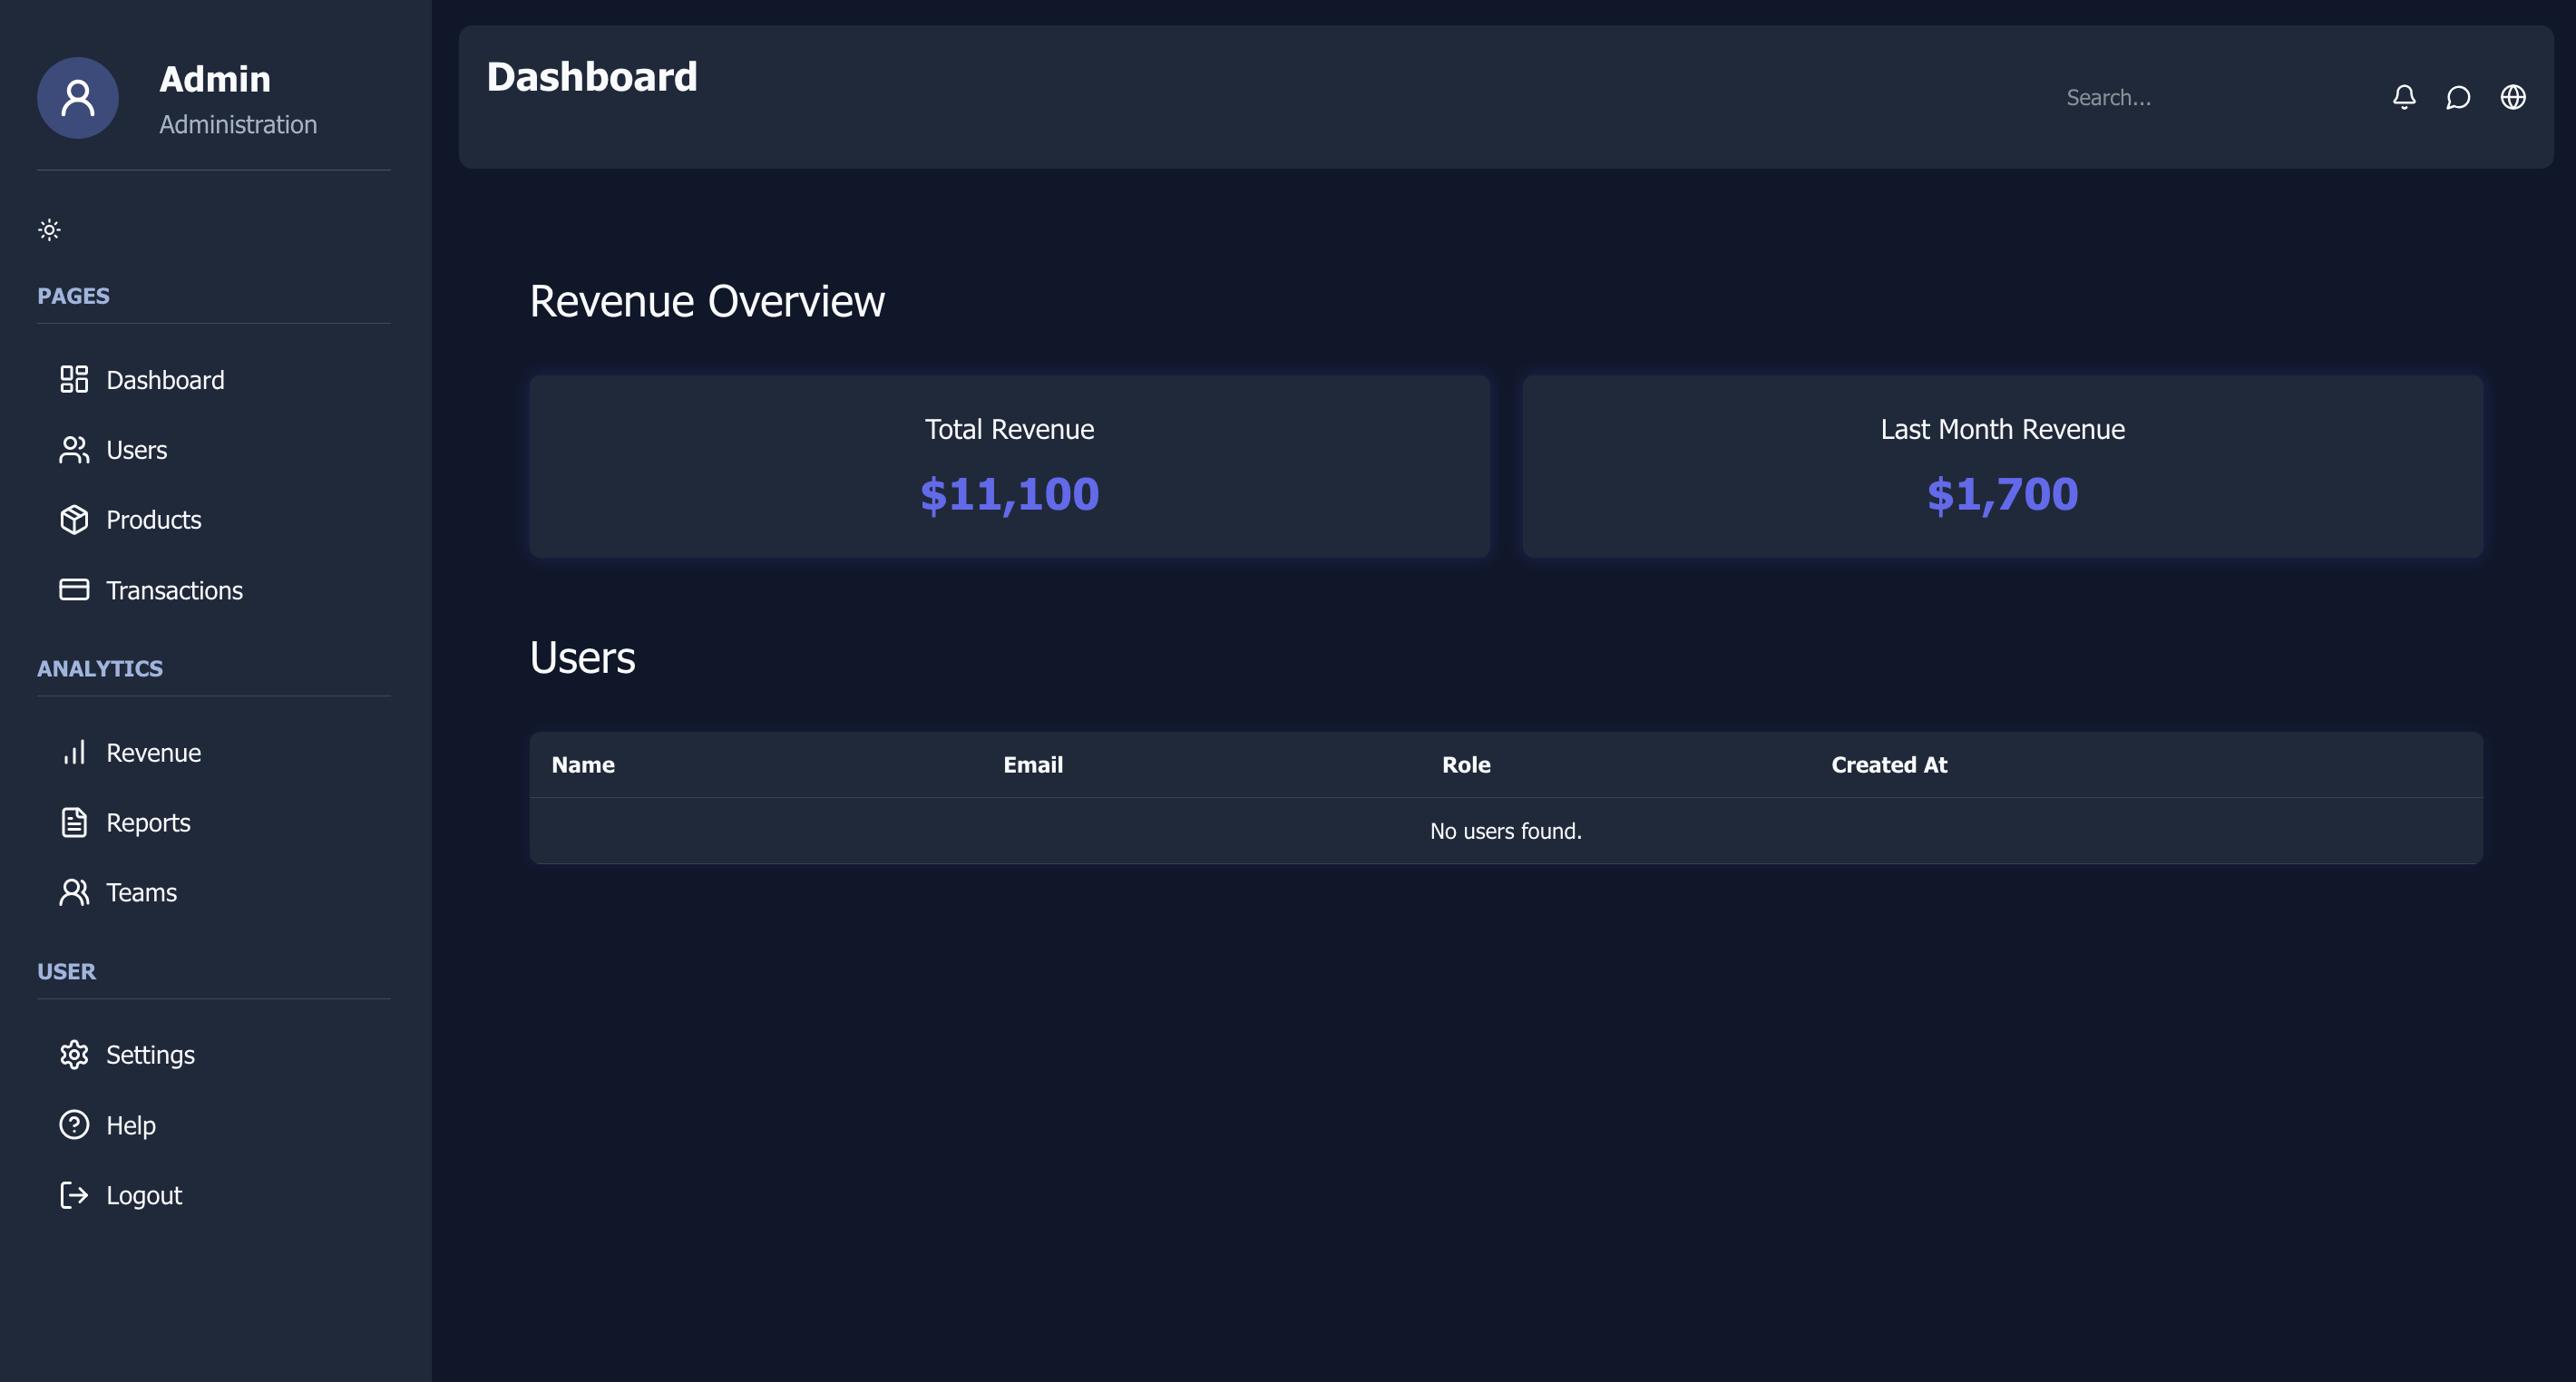 Admin
Administration
PAGES
Dashboard
Users
Products
Transactions
ANALYTICS
Revenue
Reports
Teams
USER
Settings
Help
Logout
Dashboard
Search...
Revenue Overview
Total Revenue
$11,100
Last Month Revenue
$1,700
Users
Name Email Role Created At
No users found.